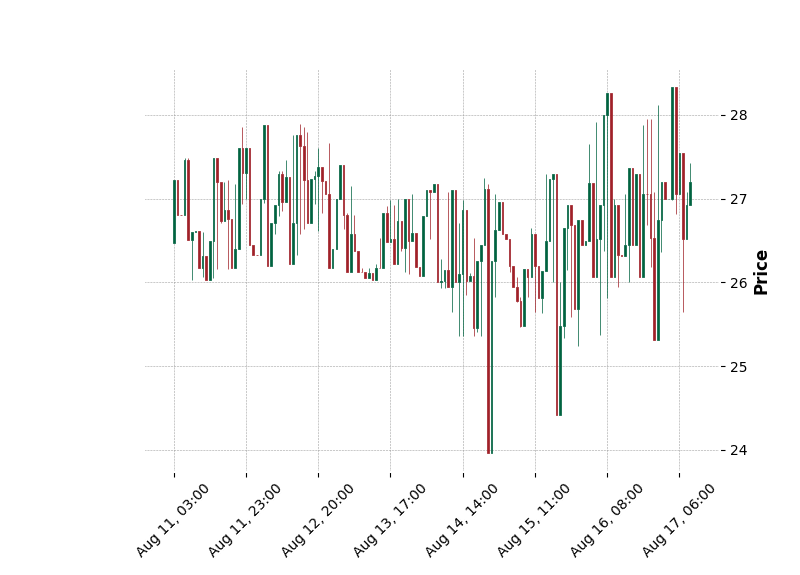 28
27
26
25
24
Price
Aug 11, 03:00
Aug 11, 23:00
Aug 12, 20:00
Aug 13, 17:00
Aug 14, 14:00
Aug 15, 11:00
Aug 16, 08:00
Aug 17, 06:00